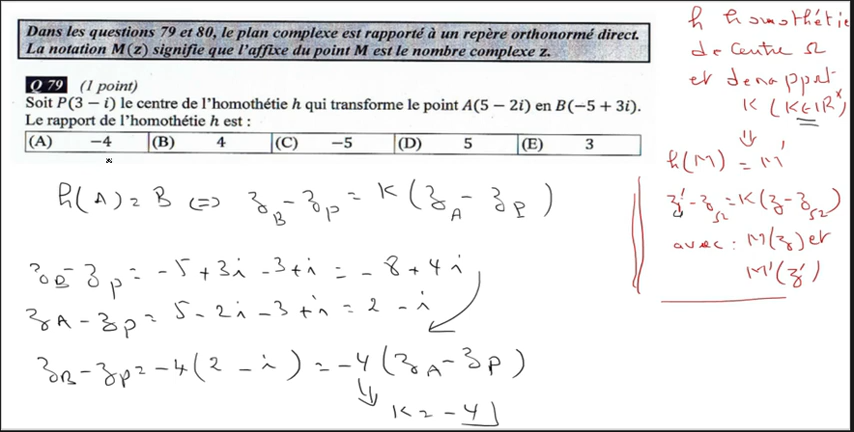 Dans les questions 79 et 80, le plan complexe est rapporté à un repère orthonormé direct.
La notation M(z) signifie que l'affixe du point M est le nombre complexe z.
Q 79 (1 point)
Soit P(3 − i) le centre de l'homothétie h qui transforme le point A(5 − 2i) en B(−5 + 3i).
Le rapport de l'homothétie h est :
(A) −4 (B) 4 (C) −5 (D) 5 (E) 3
h(A) = B <=> z_B - z_P = K(z_A - z_P)
z_B - z_P = -5 + 3i - 3 + i = -8 + 4i
z_A - z_P = 5 - 2i - 3 + i = 2 - i
z_B - z_P = -4(2 - i) = -4(z_A - z_P)
⇓
K = -4
h homothétie
de centre Ω
et de rapport
K (K∈IR*)
⇓
h(M) = M'
z' - z_Ω = K(z - z_Ω)
avec : M(z) et
M'(z')